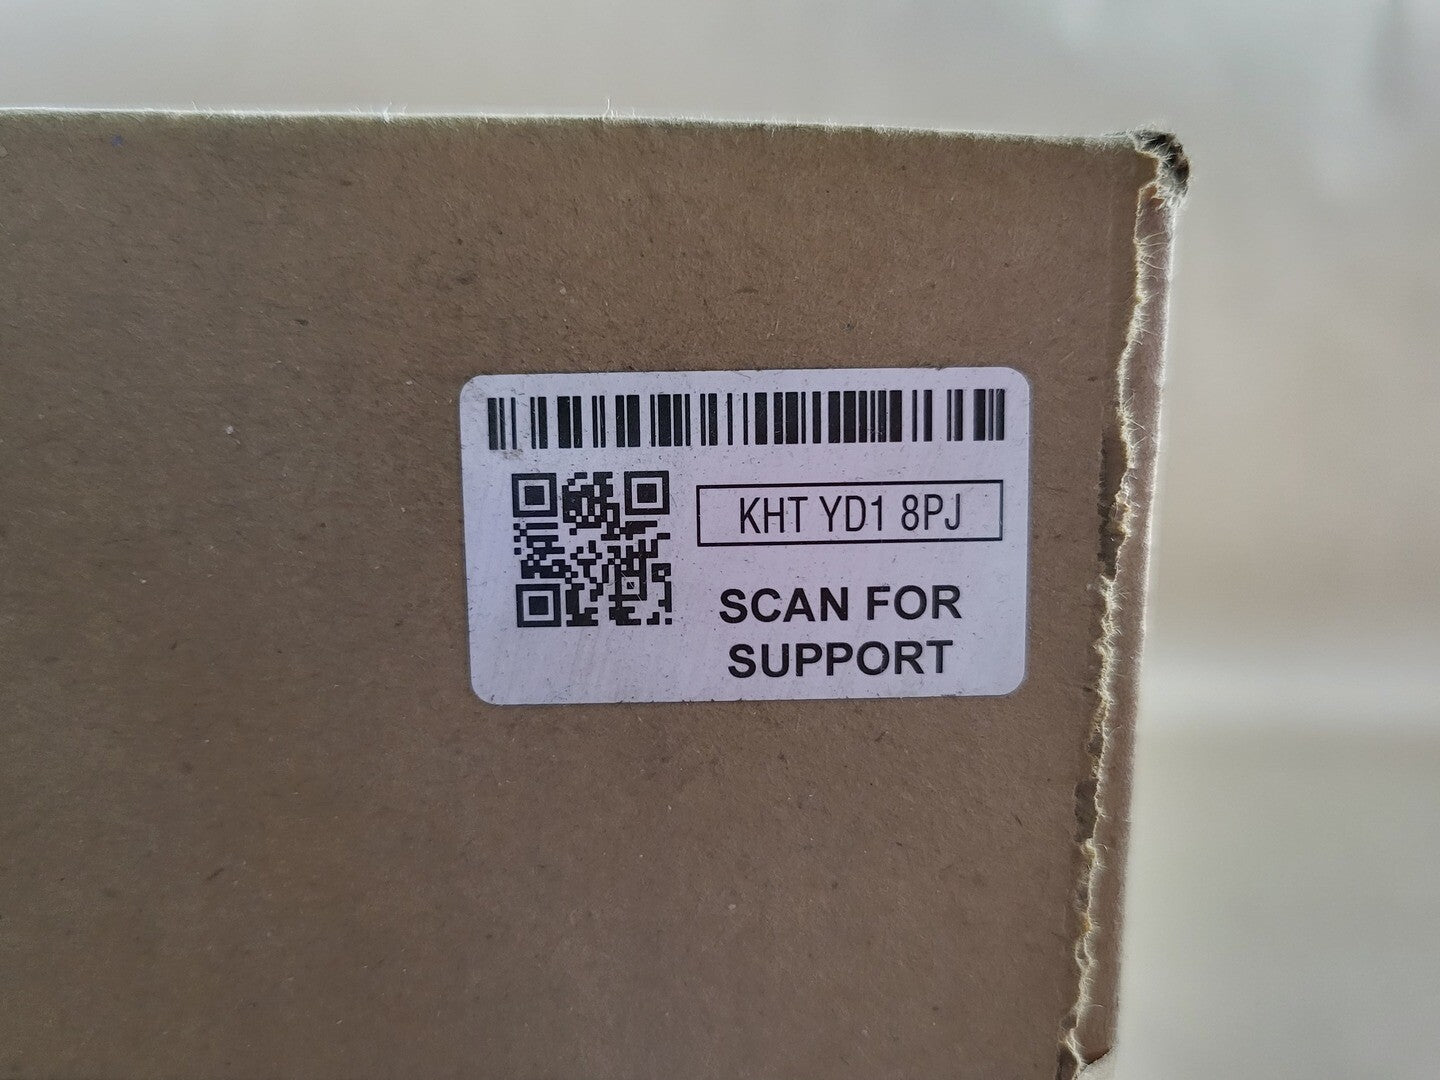 KHT YD1 8PJ
SCAN FOR
SUPPORT